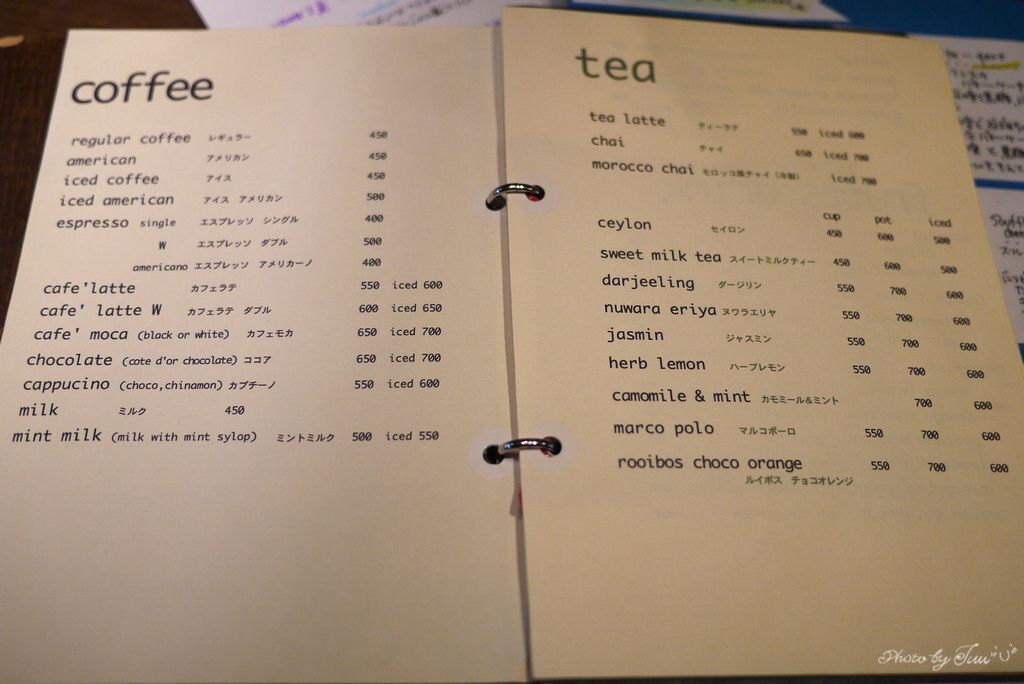 coffee
regular coffee レギュラー 450
american アメリカン 450
iced coffee アイス 450
iced american アイス アメリカン 500
espresso single エスプレッソ シングル 400
W エスプレッソ ダブル 500
americano エスプレッソ アメリカーノ 400
cafe'latte カフェラテ 550 iced 600
cafe' latte W カフェラテ ダブル 600 iced 650
cafe' moca (black or white) カフェモカ 650 iced 700
chocolate (cote d'or chocolate) ココア 650 iced 700
cappucino (choco,chinamon) カプチーノ 550 iced 600
milk ミルク 450
mint milk (milk with mint sylop) ミントミルク 500 iced 550
tea
tea latte ティーラテ 550 iced 600
chai チャイ 650 iced 700
morocco chai モロッコ風チャイ (冷製) iced 700
cup pot iced
ceylon セイロン 450 600 500
sweet milk tea スイートミルクティー 450 600 500
darjeeling ダージリン 550 700 600
nuwara eriya ヌワラエリヤ 550 700 600
jasmin ジャスミン 550 700 600
herb lemon ハーブレモン 550 700 600
camomile & mint カモミール&ミント 700 600
marco polo マルコポーロ 550 700 600
rooibos choco orange 550 700 600
ルイボス チョコオレンジ
Photo by